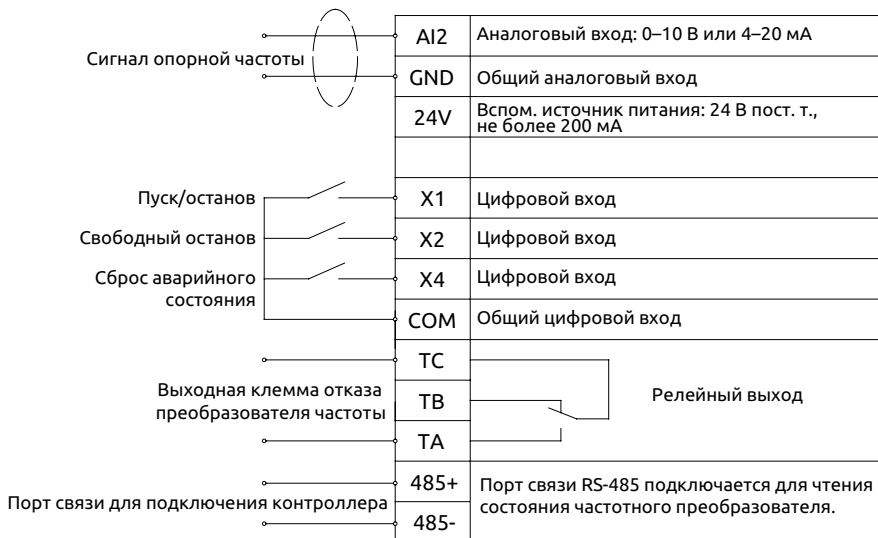 Сигнал опорной частоты
AI2
Аналоговый вход: 0–10 В или 4–20 мА
GND
Общий аналоговый вход
24V
Вспом. источник питания: 24 В пост. т.,
не более 200 мА
Пуск/останов
X1
Цифровой вход
Свободный останов
X2
Цифровой вход
Сброс аварийного
состояния
X4
Цифровой вход
COM
Общий цифровой вход
TC
Выходная клемма отказа
преобразователя частоты
TB
Релейный выход
TA
Порт связи для подключения контроллера
485+
485-
Порт связи RS-485 подключается для чтения
состояния частотного преобразователя.